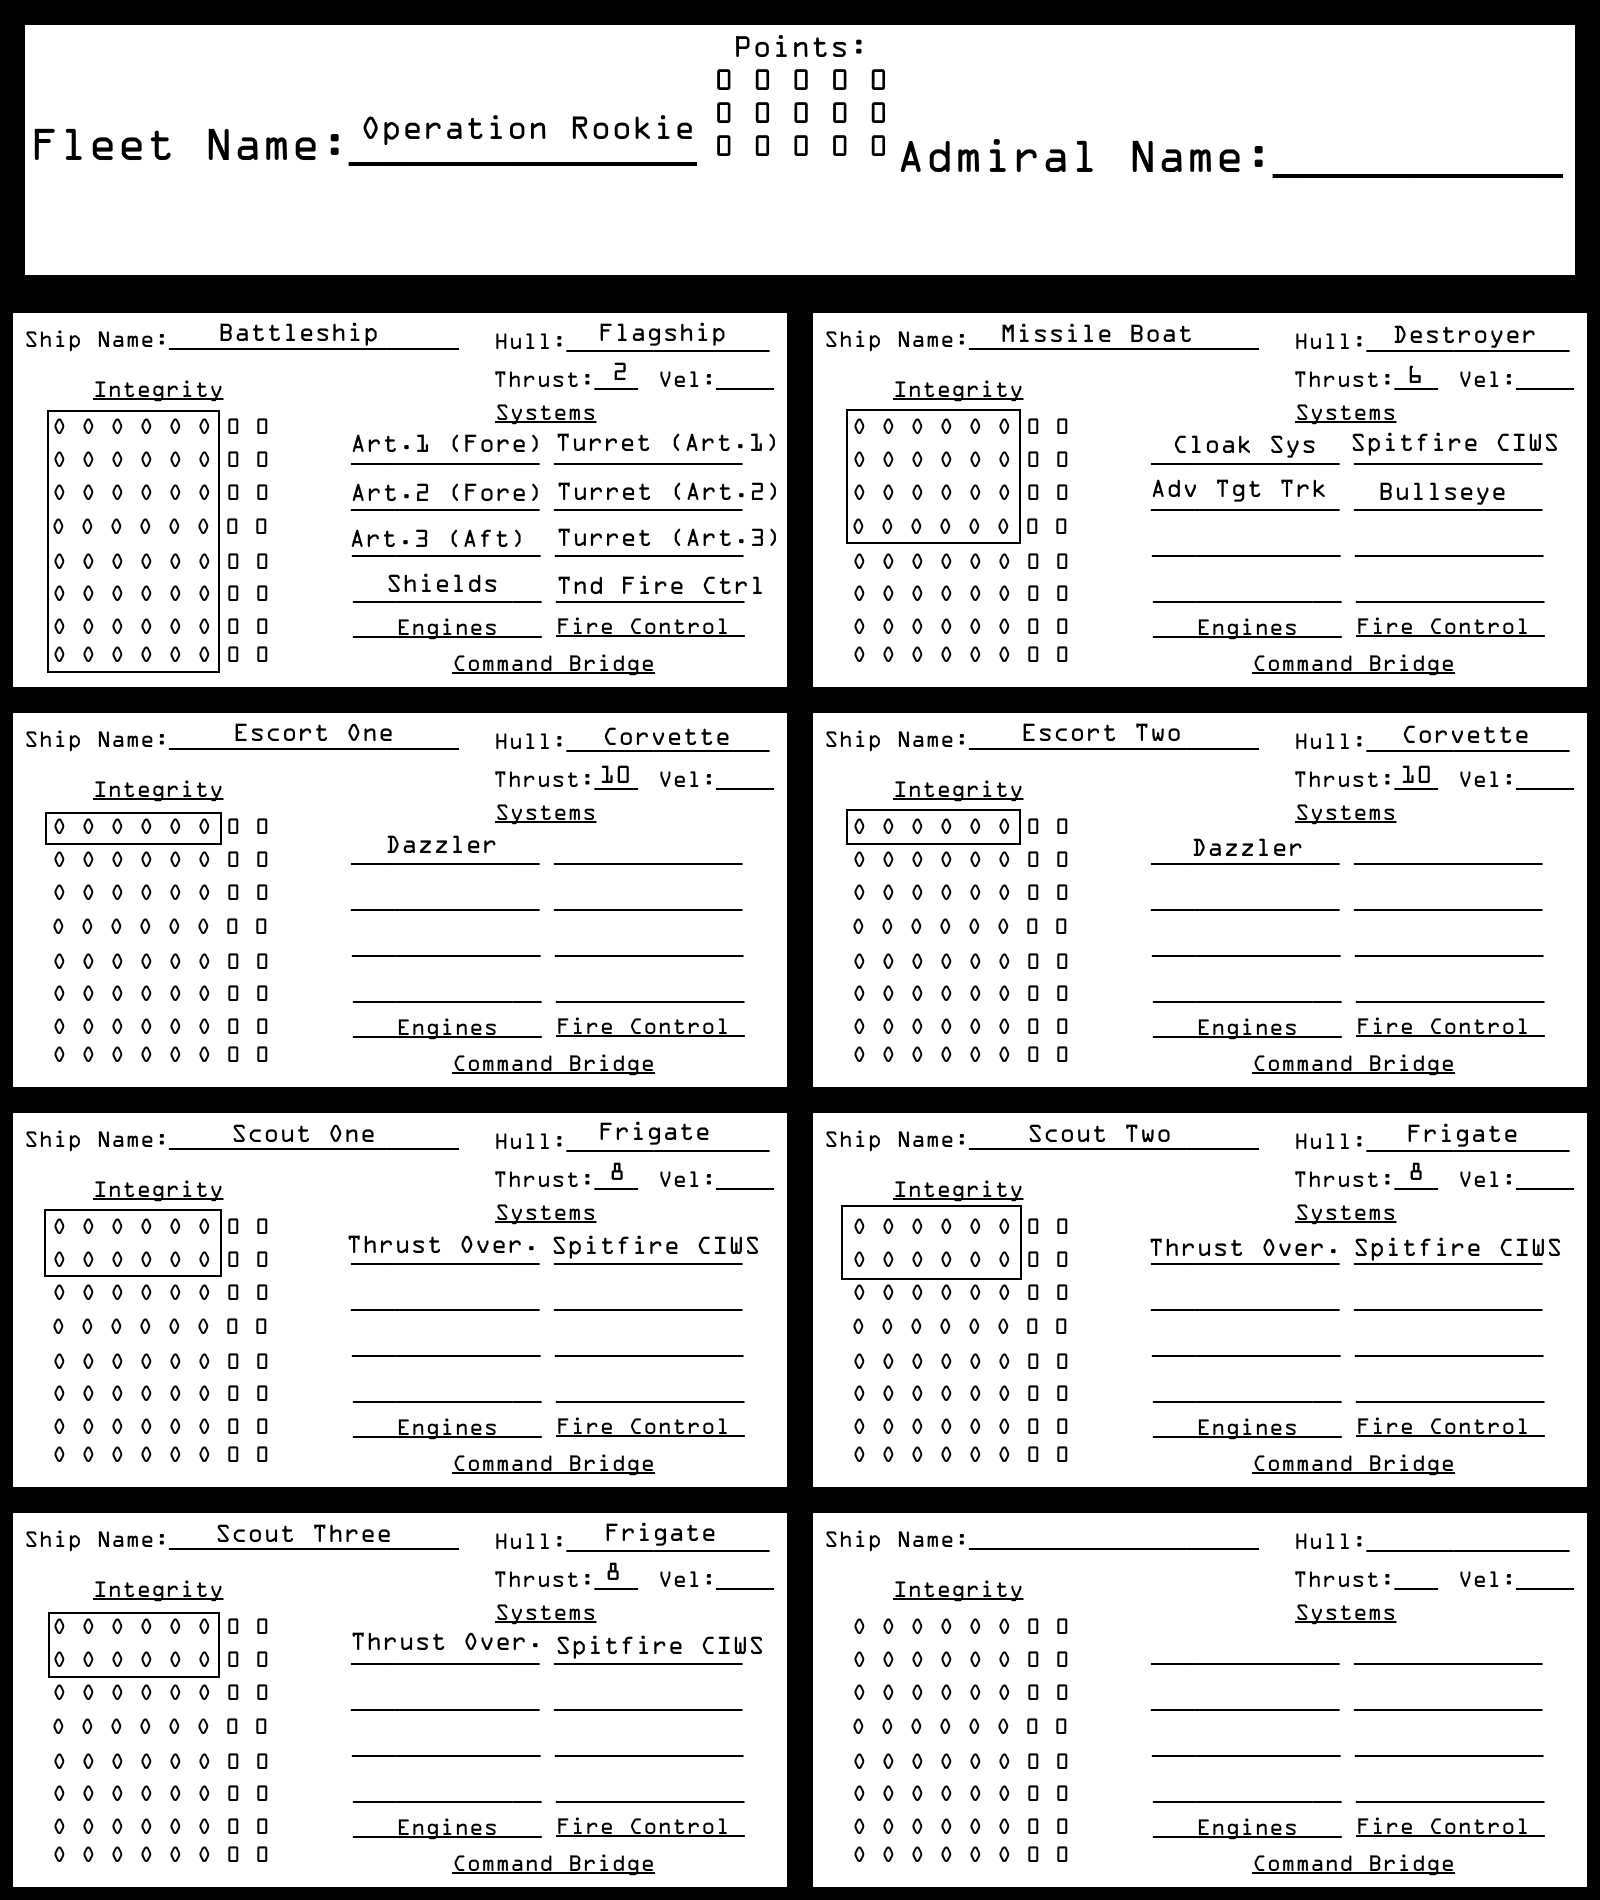 Points:
Fleet Name: Operation Rookie
Admiral Name:
Ship Name: Battleship
Hull: Flagship
Thrust: 2 Vel:
Integrity
Systems
Art.1 (Fore) Turret (Art.1)
Art.2 (Fore) Turret (Art.2)
Art.3 (Aft) Turret (Art.3)
Shields Tnd Fire Ctrl
Engines Fire Control
Command Bridge
Ship Name: Missile Boat
Hull: Destroyer
Thrust: 6 Vel:
Integrity
Systems
Cloak Sys Spitfire CIWS
Adv Tgt Trk Bullseye
Engines Fire Control
Command Bridge
Ship Name: Escort One
Hull: Corvette
Thrust: 10 Vel:
Integrity
Systems
Dazzler
Engines Fire Control
Command Bridge
Ship Name: Escort Two
Hull: Corvette
Thrust: 10 Vel:
Integrity
Systems
Dazzler
Engines Fire Control
Command Bridge
Ship Name: Scout One
Hull: Frigate
Thrust: 8 Vel:
Integrity
Systems
Thrust Over. Spitfire CIWS
Engines Fire Control
Command Bridge
Ship Name: Scout Two
Hull: Frigate
Thrust: 8 Vel:
Integrity
Systems
Thrust Over. Spitfire CIWS
Engines Fire Control
Command Bridge
Ship Name: Scout Three
Hull: Frigate
Thrust: 8 Vel:
Integrity
Systems
Thrust Over. Spitfire CIWS
Engines Fire Control
Command Bridge
Ship Name:
Hull:
Thrust: Vel:
Integrity
Systems
Engines Fire Control
Command Bridge